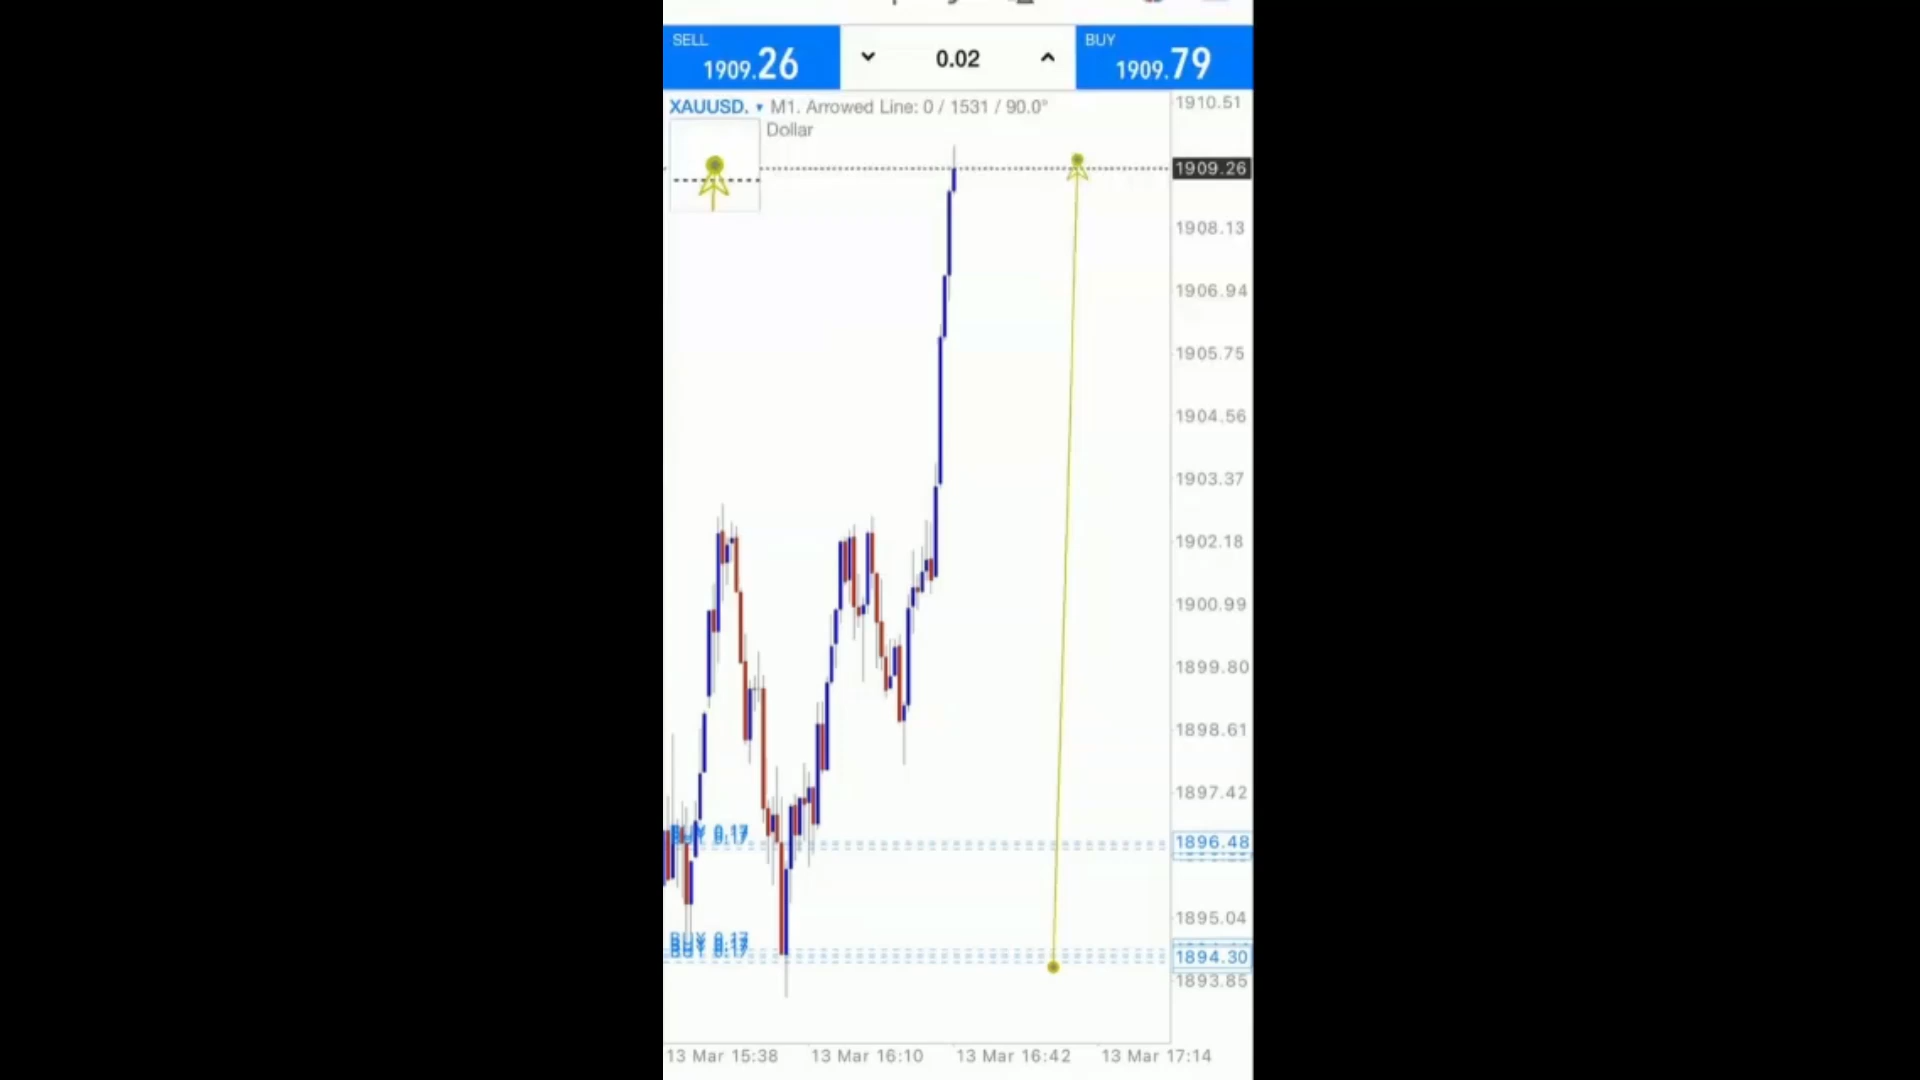 SELL
1909.26
0.02
BUY
1909.79
XAUUSD. ▾ M1. Arrowed Line: 0 / 1531 / 90.0°
Dollar
1910.51
1909.26
1908.13
1906.94
1905.75
1904.56
1903.37
1902.18
1900.99
1899.80
1898.61
1897.42
BUY 0.17
1896.48
1895.04
BUY 0.17
1894.30
1893.85
13 Mar 15:38
13 Mar 16:10
13 Mar 16:42
13 Mar 17:14